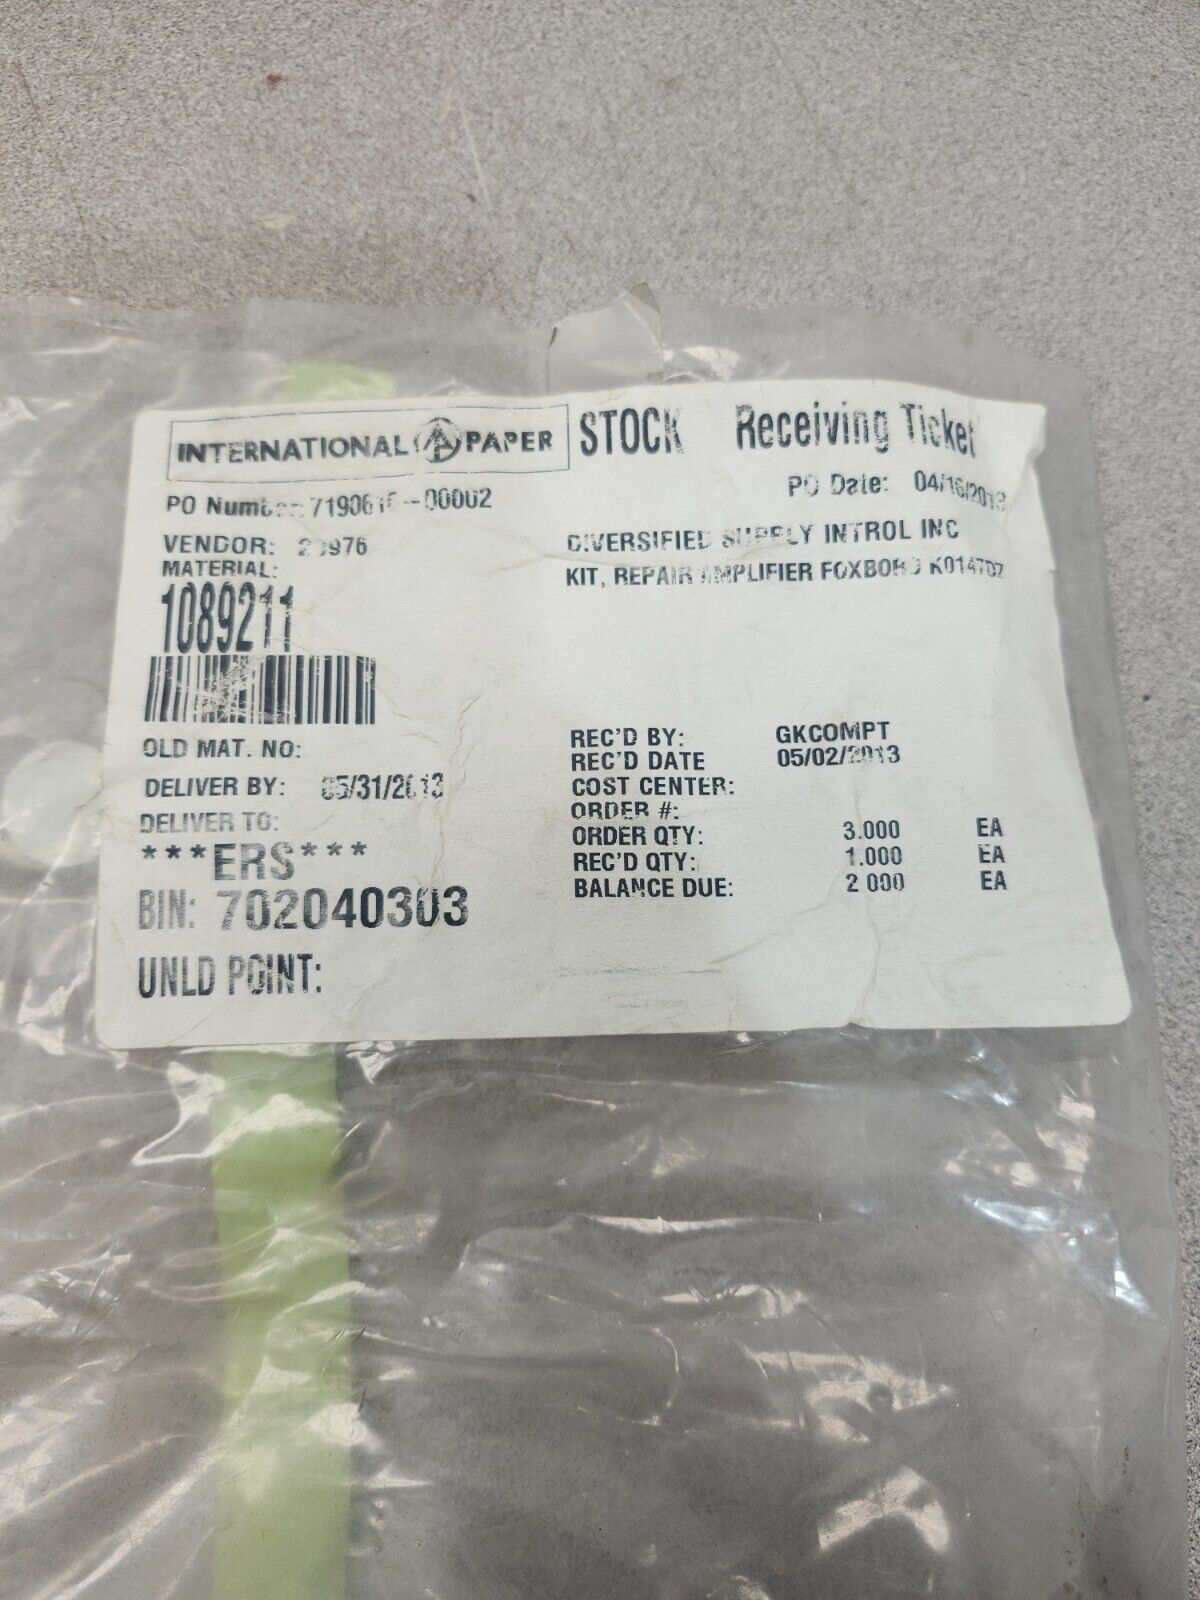 INTERNATIONAL PAPER STOCK Receiving Ticket
PO Number: PO Date: 04/16/2013
VENDOR: DIVERSIFIED SUPPLY INTROL INC
MATERIAL: KIT, REPAIR AMPLIFIER FOXBORO
1089211
OLD MAT. NO:
DELIVER BY: 05/31/2013
DELIVER TO:
***ERS***
BIN: 702040303
UNLD POINT:
REC'D BY: GKCOMPT
REC'D DATE 05/02/2013
COST CENTER:
ORDER #:
ORDER QTY: 3.000 EA
REC'D QTY: 1.000 EA
BALANCE DUE: 2 000 EA